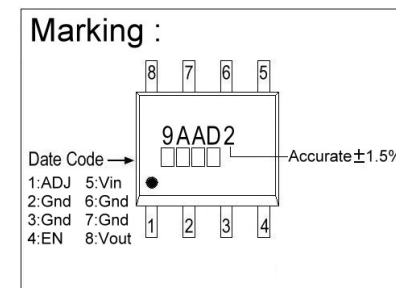 Marking :
8 7 6 5
9AAD2
Date Code
Accurate±1.5%
1:ADJ 5:Vin
2:Gnd 6:Gnd
3:Gnd 7:Gnd
4:EN 8:Vout
1 2 3 4